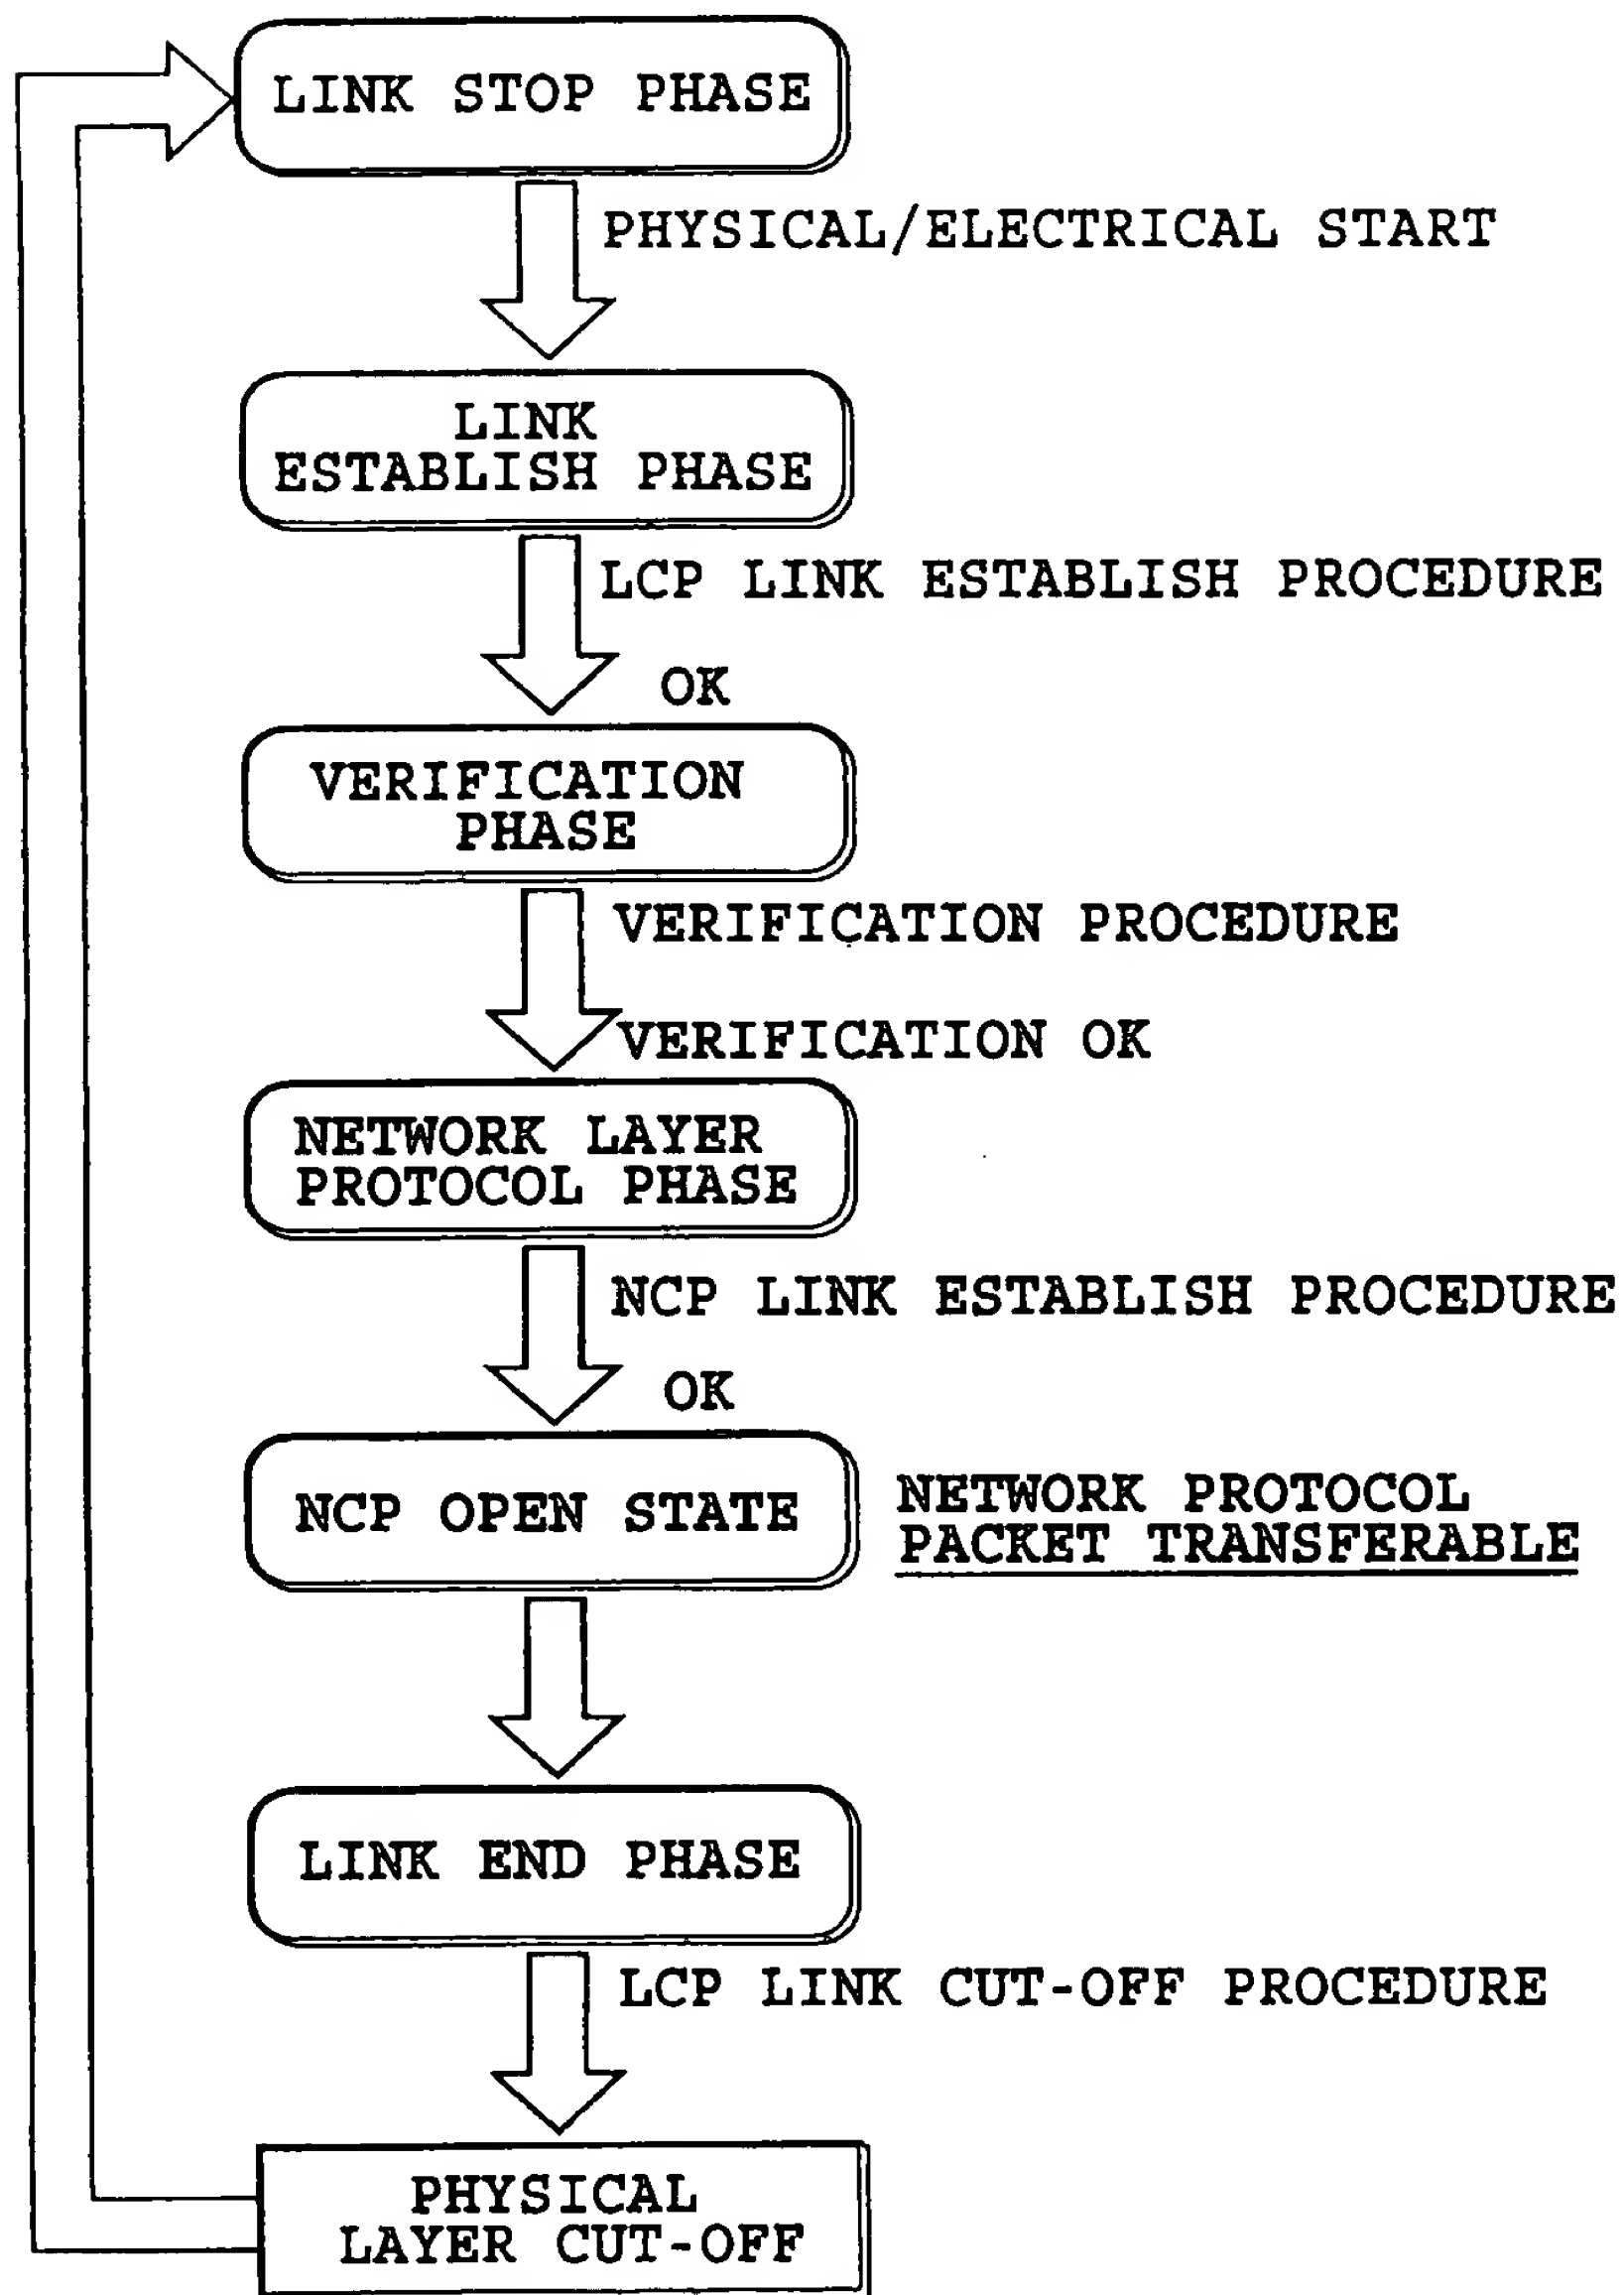 LINK STOP PHASE
PHYSICAL/ELECTRICAL START
LINK
ESTABLISH PHASE
LCP LINK ESTABLISH PROCEDURE
OK
VERIFICATION
PHASE
VERIFICATION PROCEDURE
VERIFICATION OK
NETWORK LAYER
PROTOCOL PHASE
NCP LINK ESTABLISH PROCEDURE
OK
NCP OPEN STATE
NETWORK PROTOCOL
PACKET TRANSFERABLE
LINK END PHASE
LCP LINK CUT-OFF PROCEDURE
PHYSICAL
LAYER CUT-OFF